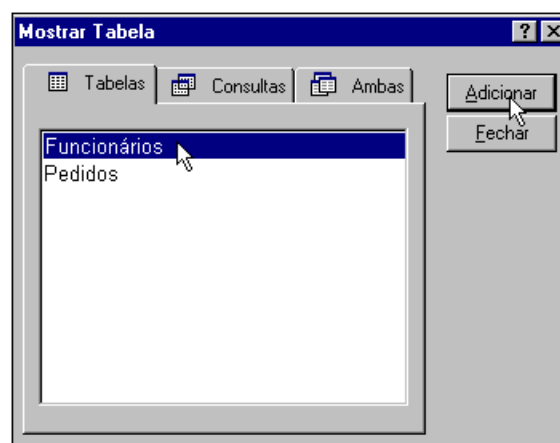 Mostrar Tabela
Tabelas Consultas Ambas
Adicionar
Fechar
Funcionários
Pedidos